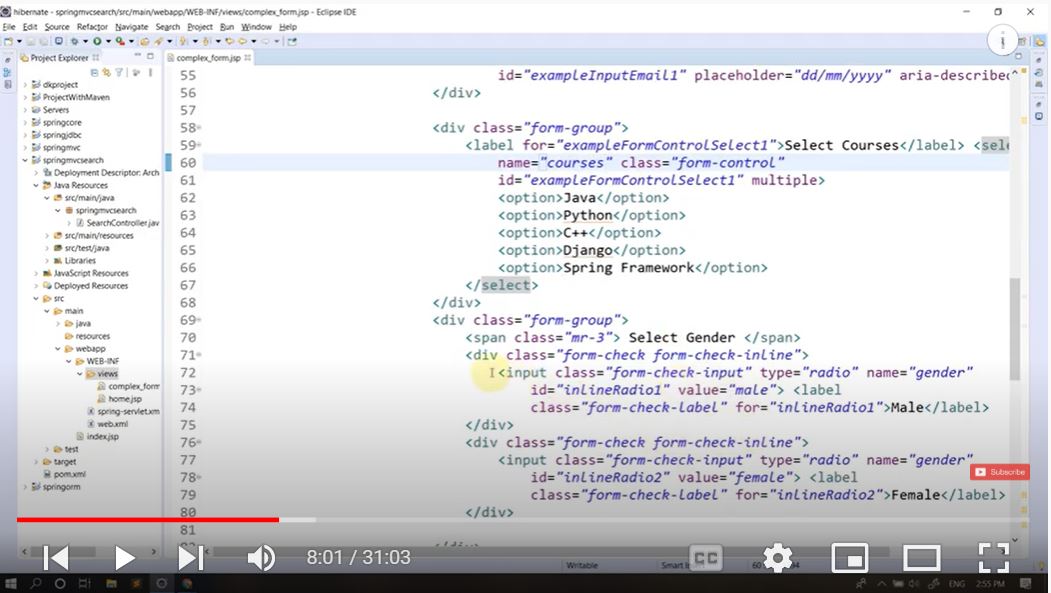 hibernate - springmvcsearch/src/main/webapp/WEB-INF/views/complex_form.jsp - Eclipse IDE
File Edit Source Refactor Navigate Search Project Run Window Help
Project Explorer
complex_form.jsp
dkproject
ProjectWithMaven
Servers
springcore
springjdbc
springmvc
springmvcsearch
Deployment Descriptor: Arch
Java Resources
src/main/java
springmvcsearch
SearchController.jav
src/main/resources
src/test/java
Libraries
JavaScript Resources
Deployed Resources
src
main
java
resources
webapp
WEB-INF
views
complex_form
home.jsp
spring-servlet.xm
web.xml
index.jsp
test
target
pom.xml
springorm
55 id="exampleInputEmail1" placeholder="dd/mm/yyyy" aria-described
56 </div>
57
58 <div class="form-group">
59 <label for="exampleFormControlSelect1">Select Courses</label> <sele
60 name="courses" class="form-control"
61 id="exampleFormControlSelect1" multiple>
62 <option>Java</option>
63 <option>Python</option>
64 <option>C++</option>
65 <option>Django</option>
66 <option>Spring Framework</option>
67 </select>
68 </div>
69 <div class="form-group">
70 <span class="mr-3"> Select Gender </span>
71 <div class="form-check form-check-inline">
72 <input class="form-check-input" type="radio" name="gender"
73 id="inlineRadio1" value="male"> <label
74 class="form-check-label" for="inlineRadio1">Male</label>
75 </div>
76 <div class="form-check form-check-inline">
77 <input class="form-check-input" type="radio" name="gender"
78 id="inlineRadio2" value="female"> <label
79 class="form-check-label" for="inlineRadio2">Female</label>
80 </div>
81
Subscribe
8:01 / 31:03
CC
Writable
Smart
ENG 2:55 PM